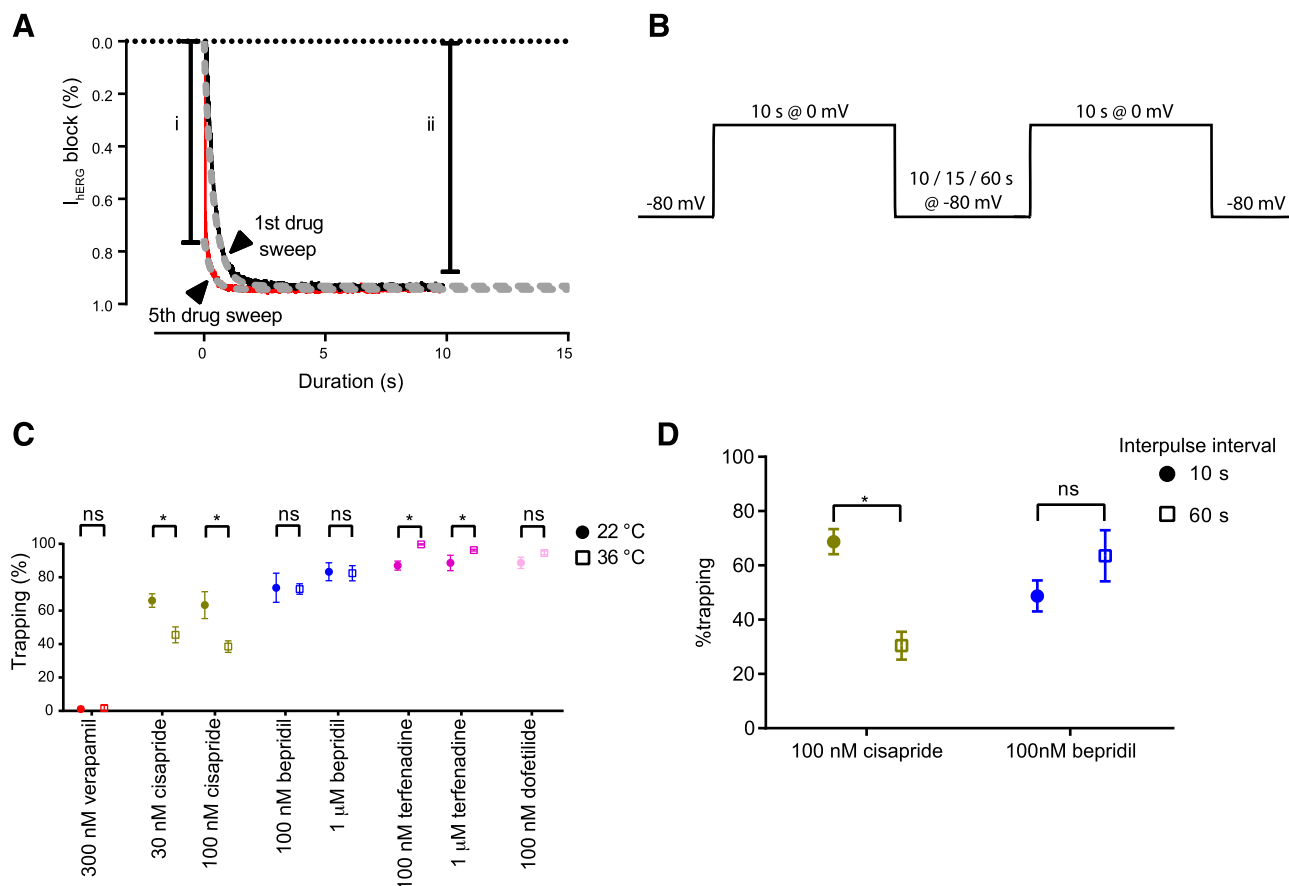 A
0.0
0.2
0.4
0.6
0.8
1.0
IhERG block (%)
i
ii
1st drug
sweep
5th drug sweep
0
5
10
15
Duration (s)
B
10 s @ 0 mV
10 s @ 0 mV
-80 mV
10 / 15 / 60 s
@ -80 mV
-80 mV
C
ns
*
*
ns
ns
*
*
ns
22 °C
36 °C
100
80
60
40
20
0
Trapping (%)
300 nM verapamil
30 nM cisapride
100 nM cisapride
100 nM bepridil
1 µM bepridil
100 nM terfenadine
1 µM terfenadine
100 nM dofetilide
D
Interpulse interval
10 s
60 s
100
80
60
40
20
0
%trapping
*
ns
100 nM cisapride
100nM bepridil